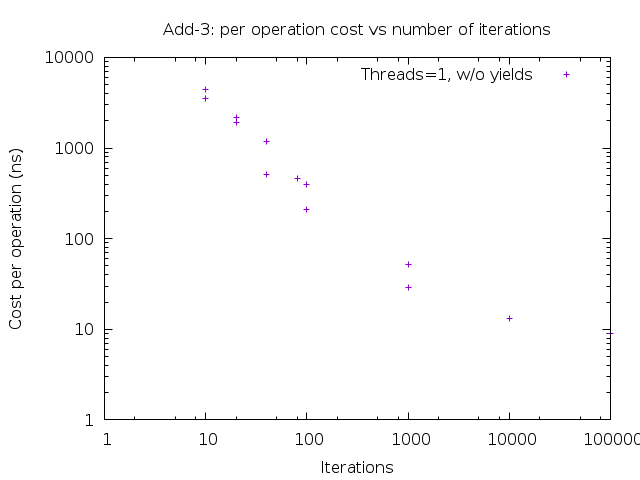 Add-3: per operation cost vs number of iterations
10000
Threads=1, w/o yields
1000
Cost per operation (ns)
100
10
1
1 10 100 1000 10000 100000
Iterations